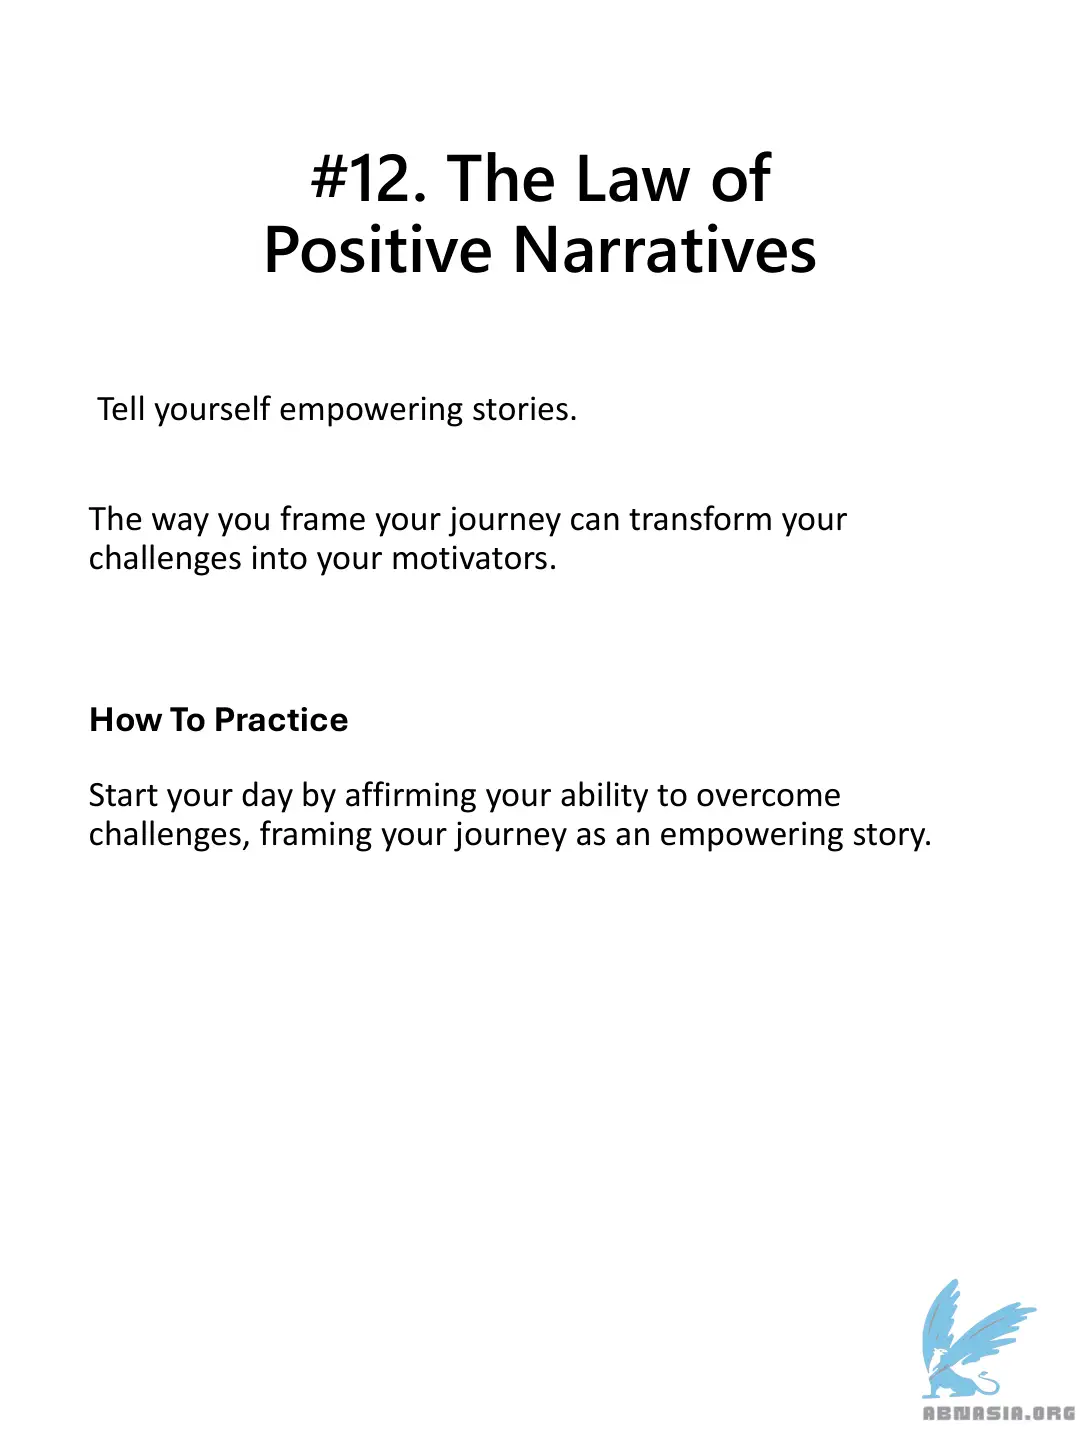 #12. The Law of
Positive Narratives
Tell yourself empowering stories.
The way you frame your journey can transform your
challenges into your motivators.
How To Practice
Start your day by affirming your ability to overcome
challenges, framing your journey as an empowering story.
ABNASIA.ORG